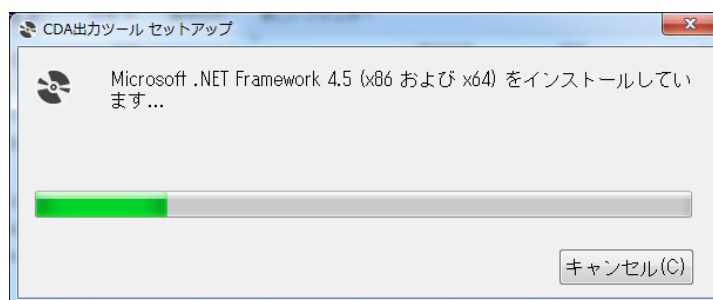 CDA出力ツール セットアップ
Microsoft .NET Framework 4.5 (x86 および x64) をインストールしてい
ます...
キャンセル(C)